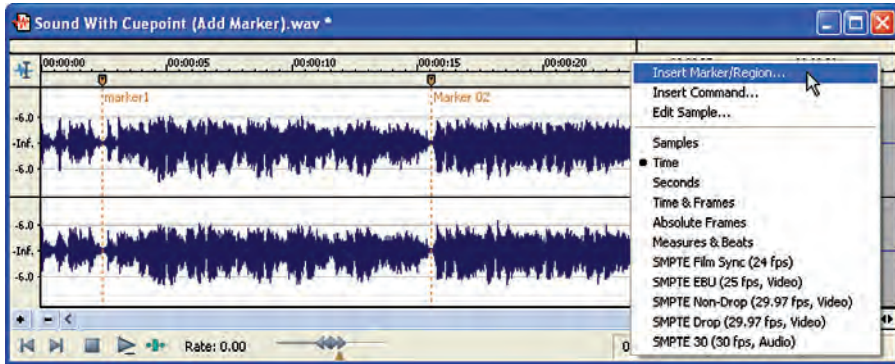 Sound With Cuepoint (Add Marker).wav *
00:00:00 00:00:05 00:00:10 00:00:15 00:00:20
marker1 Marker 02
-6.0
-Inf.
-6.0
-6.0
-Inf.
-6.0
Rate: 0.00
Insert Marker/Region...
Insert Command...
Edit Sample...
Samples
Time
Seconds
Time & Frames
Absolute Frames
Measures & Beats
SMPTE Film Sync (24 fps)
SMPTE EBU (25 fps, Video)
SMPTE Non-Drop (29.97 fps, Video)
SMPTE Drop (29.97 fps, Video)
SMPTE 30 (30 fps, Audio)